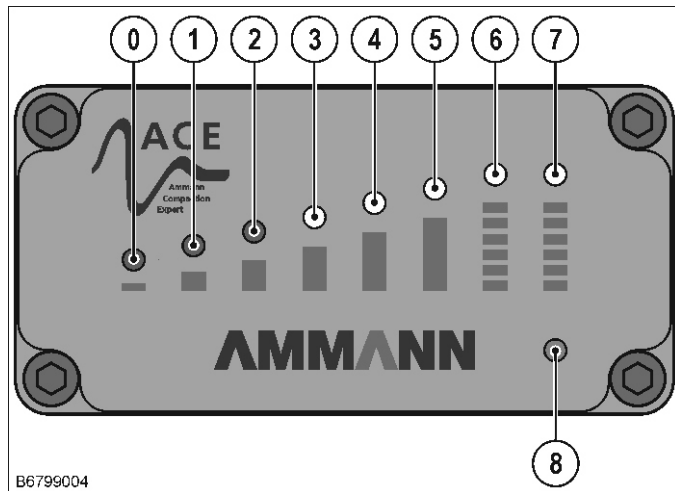 0 1 2 3 4 5 6 7
ACE
Ammann
Compaction
Expert
AMMANN
8
B6799004